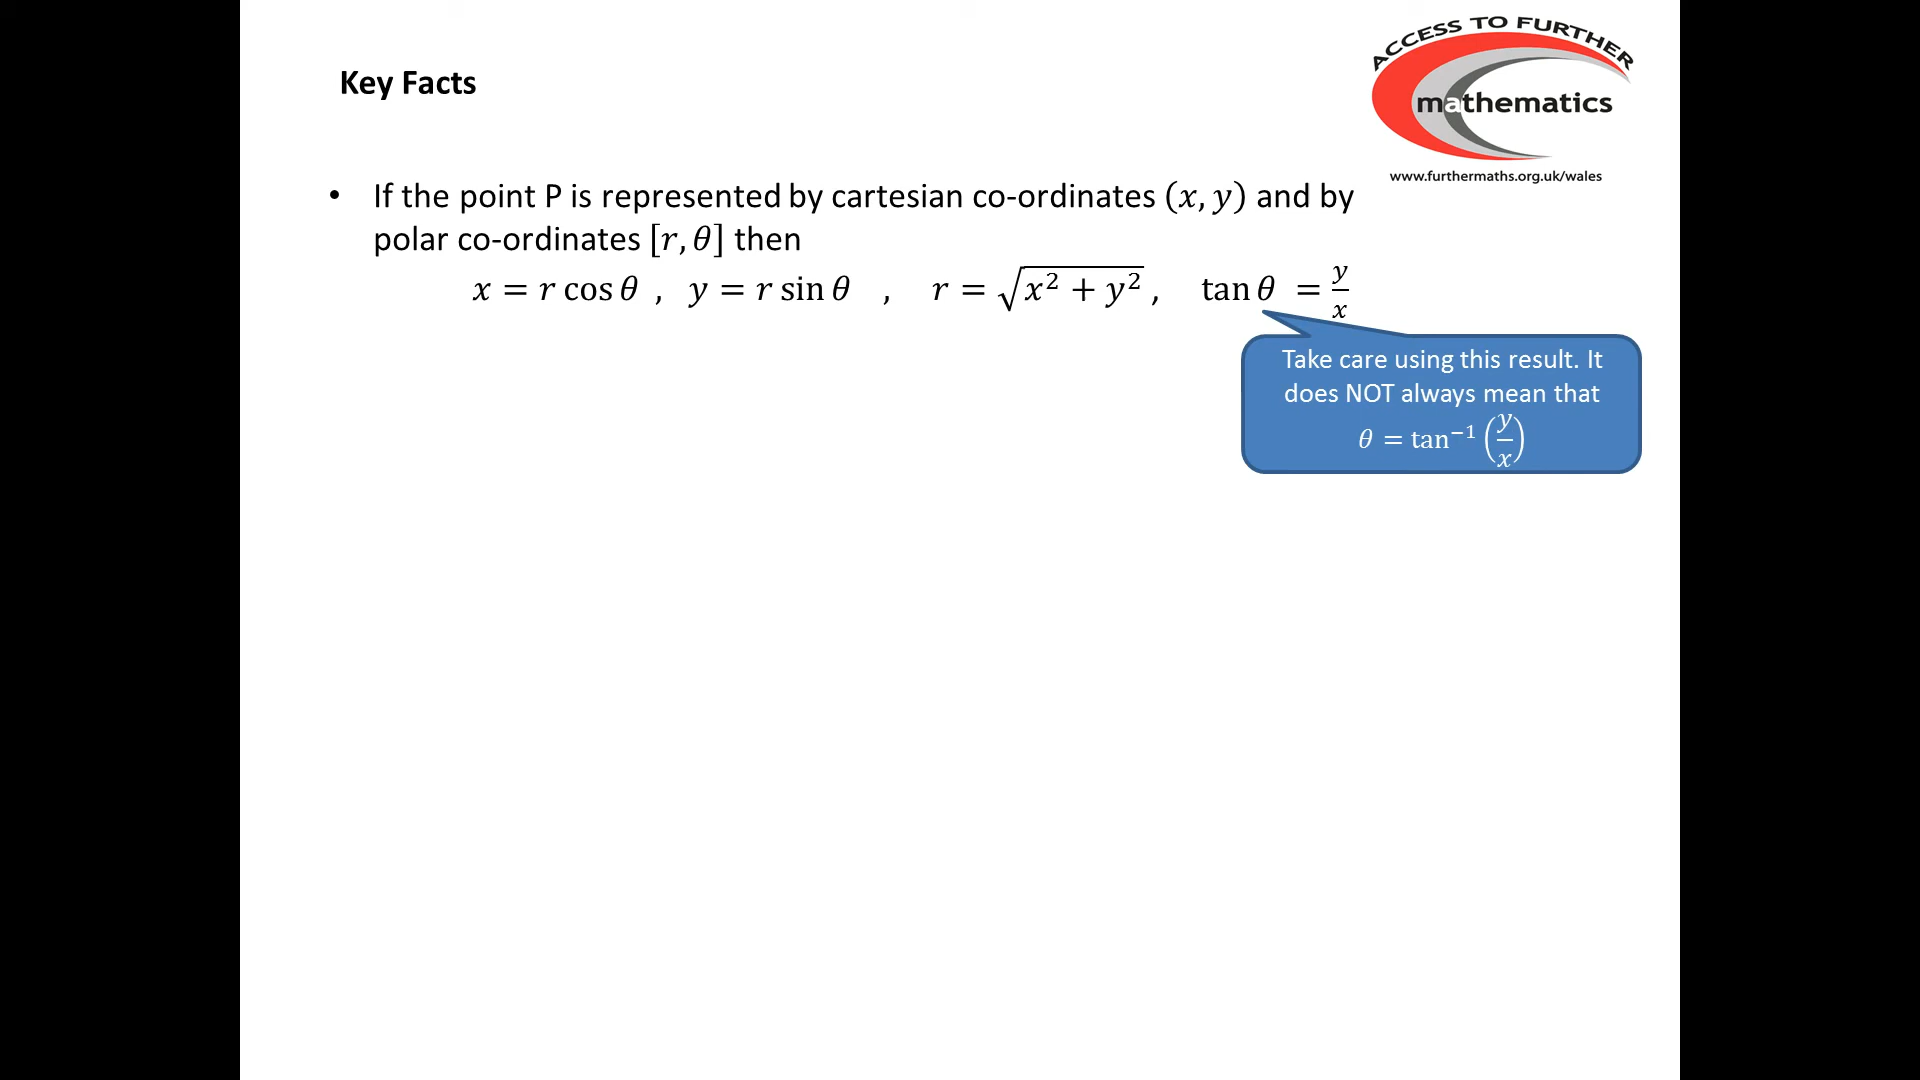 ACCESS TO FURTHER
mathematics
www.furthermaths.org.uk/wales
Key Facts
• If the point P is represented by cartesian co-ordinates (x, y) and by
polar co-ordinates [r, θ] then
x = r cos θ , y = r sin θ , r = √(x² + y²) , tan θ = y/x
Take care using this result. It
does NOT always mean that
θ = tan⁻¹ (y/x)